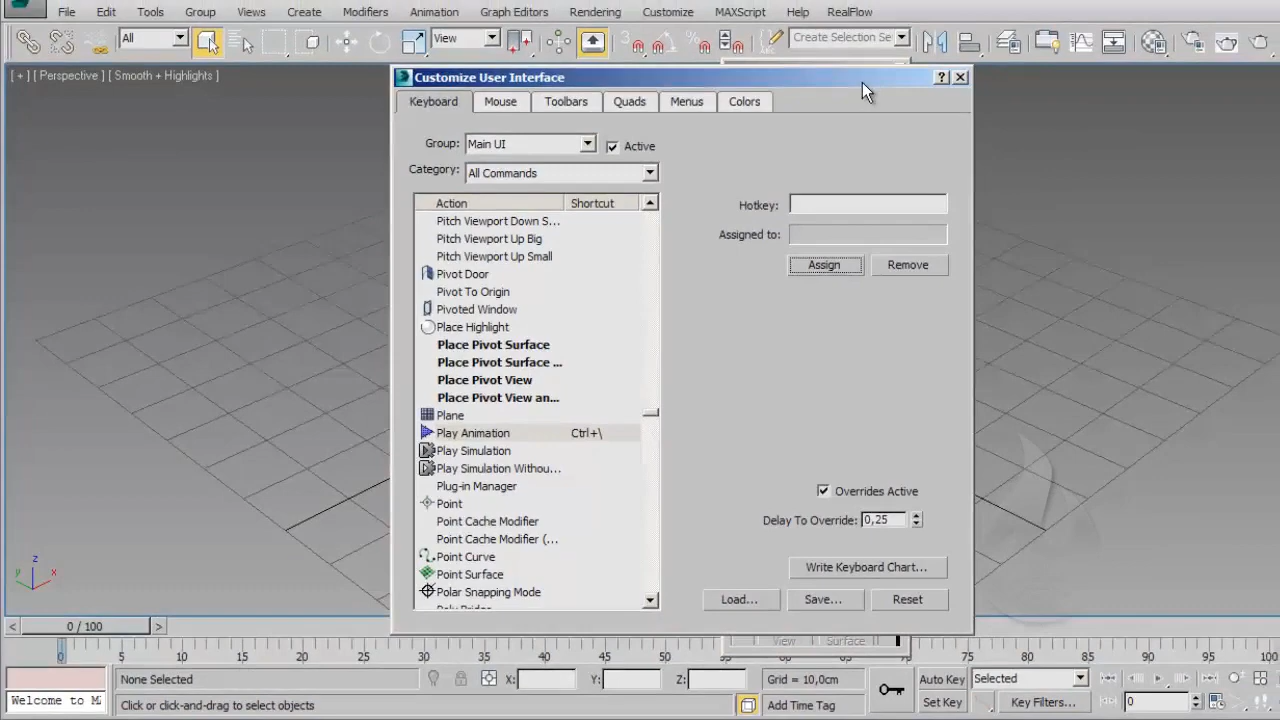 File Edit Tools Group Views Create Modifiers Animation Graph Editors Rendering Customize MAXScript Help RealFlow
All View 3 Create Selection Se
[ + ] [ Perspective ] [ Smooth + Highlights ]
Customize User Interface
Keyboard Mouse Toolbars Quads Menus Colors
Group: Main UI Active
Category: All Commands
Action Shortcut
Pitch Viewport Down S...
Pitch Viewport Up Big
Pitch Viewport Up Small
Pivot Door
Pivot To Origin
Pivoted Window
Place Highlight
Place Pivot Surface
Place Pivot Surface ...
Place Pivot View
Place Pivot View an...
Plane
Play Animation Ctrl+\
Play Simulation
Play Simulation Withou...
Plug-in Manager
Point
Point Cache Modifier
Point Cache Modifier (...
Point Curve
Point Surface
Polar Snapping Mode
Hotkey:
Assigned to:
Assign Remove
Overrides Active
Delay To Override: 0,25
Write Keyboard Chart...
Load... Save... Reset
View Surface
z
y x
< 0 / 100 >
0 5 10 15 20 25 30 35 40 45 50 55 60 65 70 75 80 85 90 95 100
None Selected X: Y: Z: Grid = 10,0cm Auto Key Selected
Welcome to M Click or click-and-drag to select objects Add Time Tag Set Key Key Filters... 0